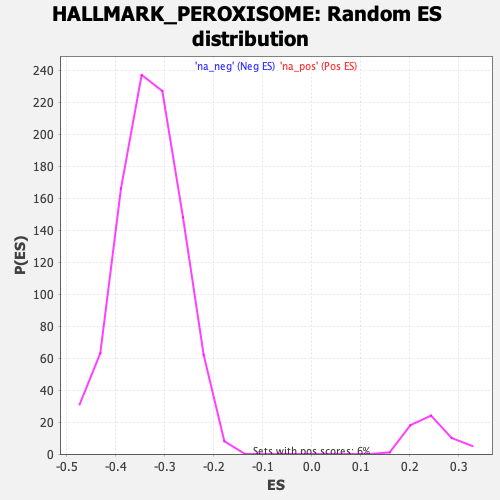 HALLMARK_PEROXISOME: Random ES
distribution
'na_neg' (Neg ES) 'na_pos' (Pos ES)
240
220
200
180
160
140
120
100
80
60
40
20
0
P(ES)
Sets with pos scores: 6%
-0.5 -0.4 -0.3 -0.2 -0.1 0.0 0.1 0.2 0.3
ES